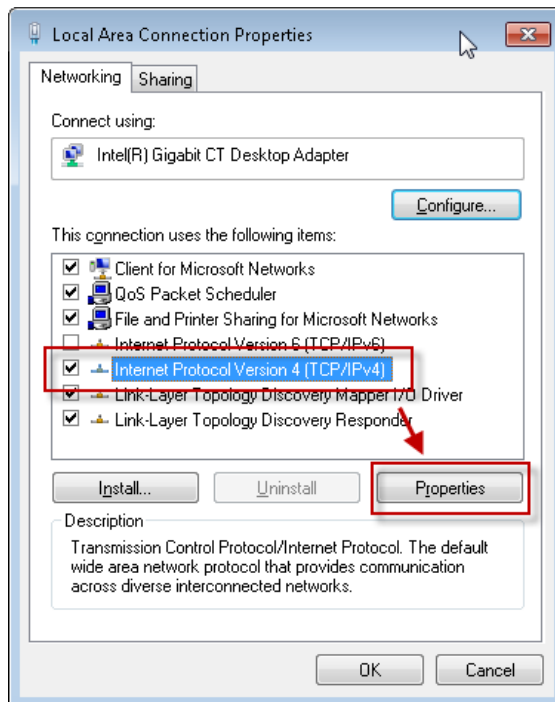 Local Area Connection Properties
Networking
Sharing
Connect using:
Intel(R) Gigabit CT Desktop Adapter
Configure...
This connection uses the following items:
Client for Microsoft Networks
QoS Packet Scheduler
File and Printer Sharing for Microsoft Networks
Internet Protocol Version 6 (TCP/IPv6)
Internet Protocol Version 4 (TCP/IPv4)
Link-Layer Topology Discovery Mapper I/O Driver
Link-Layer Topology Discovery Responder
Install...
Uninstall
Properties
Description
Transmission Control Protocol/Internet Protocol. The default
wide area network protocol that provides communication
across diverse interconnected networks.
OK
Cancel